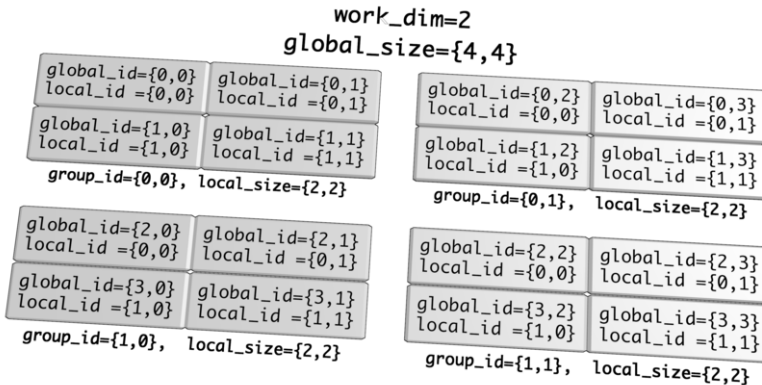 work_dim=2
global_size={4,4}
global_id={0,0} global_id={0,1}
local_id ={0,0} local_id ={0,1}
global_id={1,0} global_id={1,1}
local_id ={1,0} local_id ={1,1}
group_id={0,0}, local_size={2,2}
global_id={0,2} global_id={0,3}
local_id ={0,0} local_id ={0,1}
global_id={1,2} global_id={1,3}
local_id ={1,0} local_id ={1,1}
group_id={0,1}, local_size={2,2}
global_id={2,0} global_id={2,1}
local_id ={0,0} local_id ={0,1}
global_id={3,0} global_id={3,1}
local_id ={1,0} local_id ={1,1}
group_id={1,0}, local_size={2,2}
global_id={2,2} global_id={2,3}
local_id ={0,0} local_id ={0,1}
global_id={3,2} global_id={3,3}
local_id ={1,0} local_id ={1,1}
group_id={1,1}, local_size={2,2}